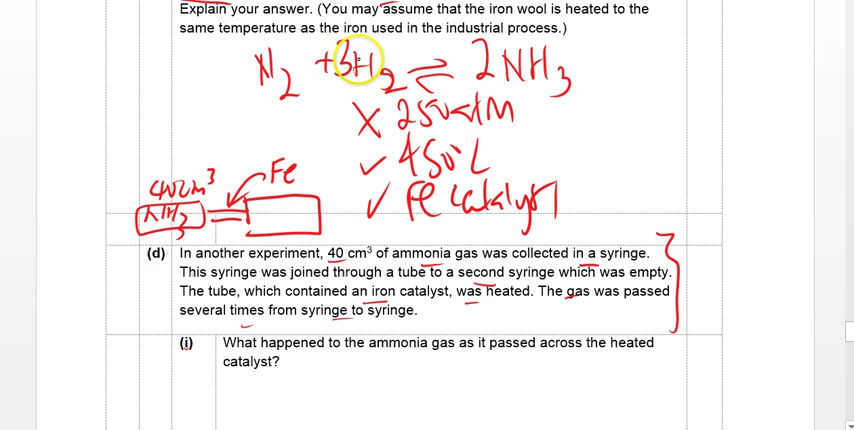 Explain your answer. (You may assume that the iron wool is heated to the
same temperature as the iron used in the industrial process.)
N2 + 3H2 ⇌ 2NH3
X 250 atm
✓ 450°C
✓ Fe catalyst
Fe
40cm³
NH3
(d) In another experiment, 40 cm³ of ammonia gas was collected in a syringe.
This syringe was joined through a tube to a second syringe which was empty.
The tube, which contained an iron catalyst, was heated. The gas was passed
several times from syringe to syringe.
(i) What happened to the ammonia gas as it passed across the heated
catalyst?